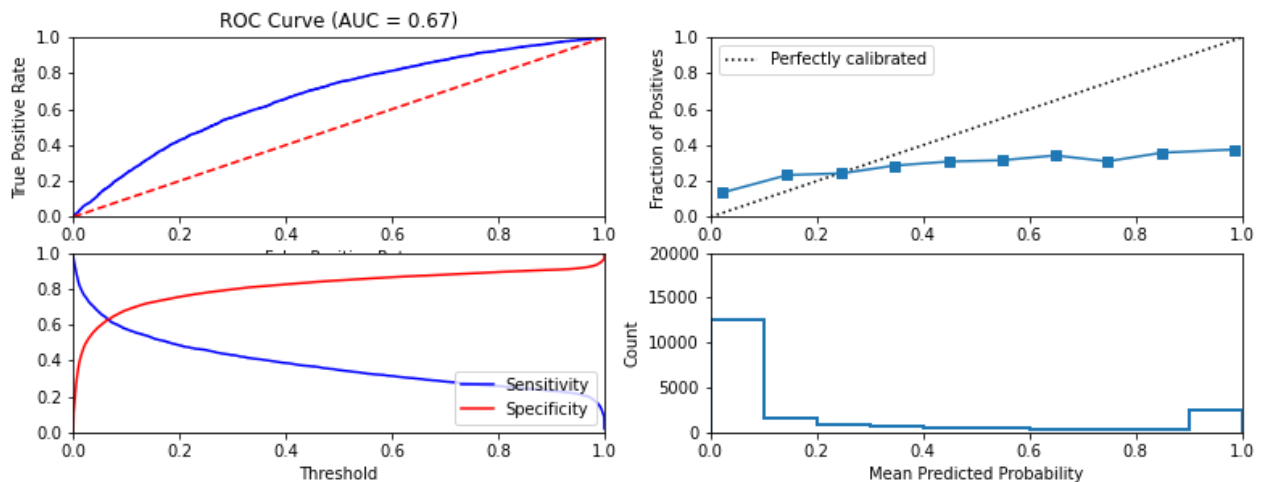 ROC Curve (AUC = 0.67)
True Positive Rate
1.0
0.8
0.6
0.4
0.2
0.0
0.0 0.2 0.4 0.6 0.8 1.0
Fraction of Positives
1.0
0.8
0.6
0.4
0.2
0.0
Perfectly calibrated
0.0 0.2 0.4 0.6 0.8 1.0
1.0
0.8
0.6
0.4
0.2
0.0
Sensitivity
Specificity
0.0 0.2 0.4 0.6 0.8 1.0
Threshold
Count
20000
15000
10000
5000
0
0.0 0.2 0.4 0.6 0.8 1.0
Mean Predicted Probability